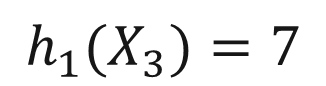 h₁(X₃) = 7